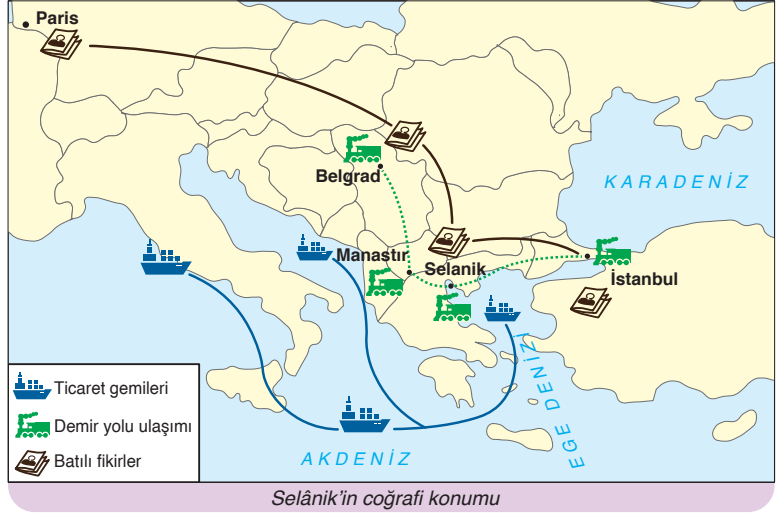 Paris
Belgrad
KARADENİZ
Manastır
Selanik
İstanbul
EGE DENİZİ
Ticaret gemileri
Demir yolu ulaşımı
Batılı fikirler
AKDENİZ
Selânik'in coğrafi konumu